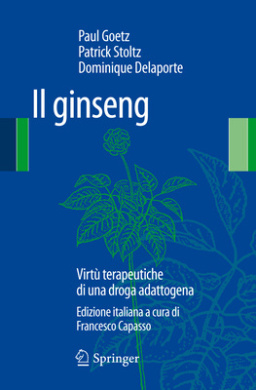 Paul Goetz
Patrick Stoltz
Dominique Delaporte
Il ginseng
Virtù terapeutiche
di una droga adattogena
Edizione italiana a cura di
Francesco Capasso
Springer